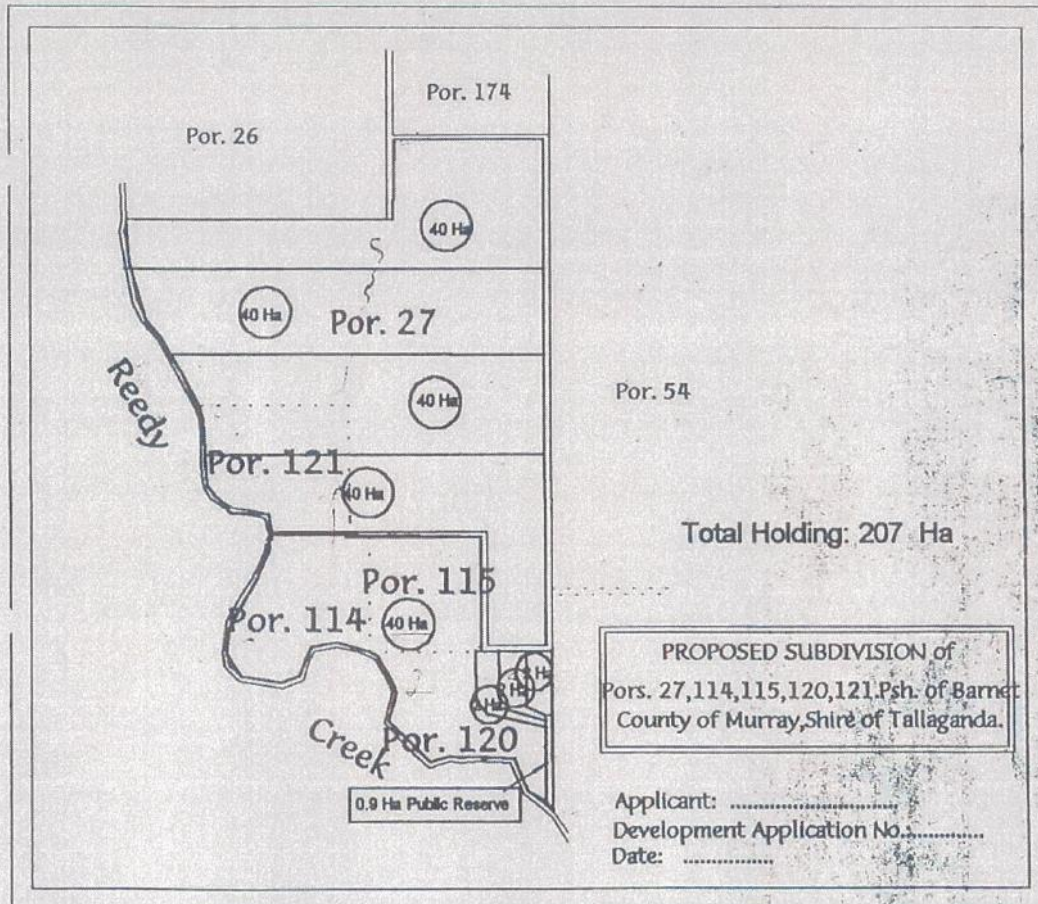 Por. 174
Por. 26
40 Ha
40 Ha
Por. 27
Reedy
40 Ha
Por. 54
Por. 121
40 Ha
Total Holding: 207 Ha
Por. 115
Por. 114
40 Ha
PROPOSED SUBDIVISION of
Pors. 27,114,115,120,121.Psh. of Barnet
County of Murray,Shire of Tallaganda.
Ha
Ha
Ha
Creek
Por. 120
0.9 Ha Public Reserve
Applicant: ..............................
Development Application No.:.............
Date: ................